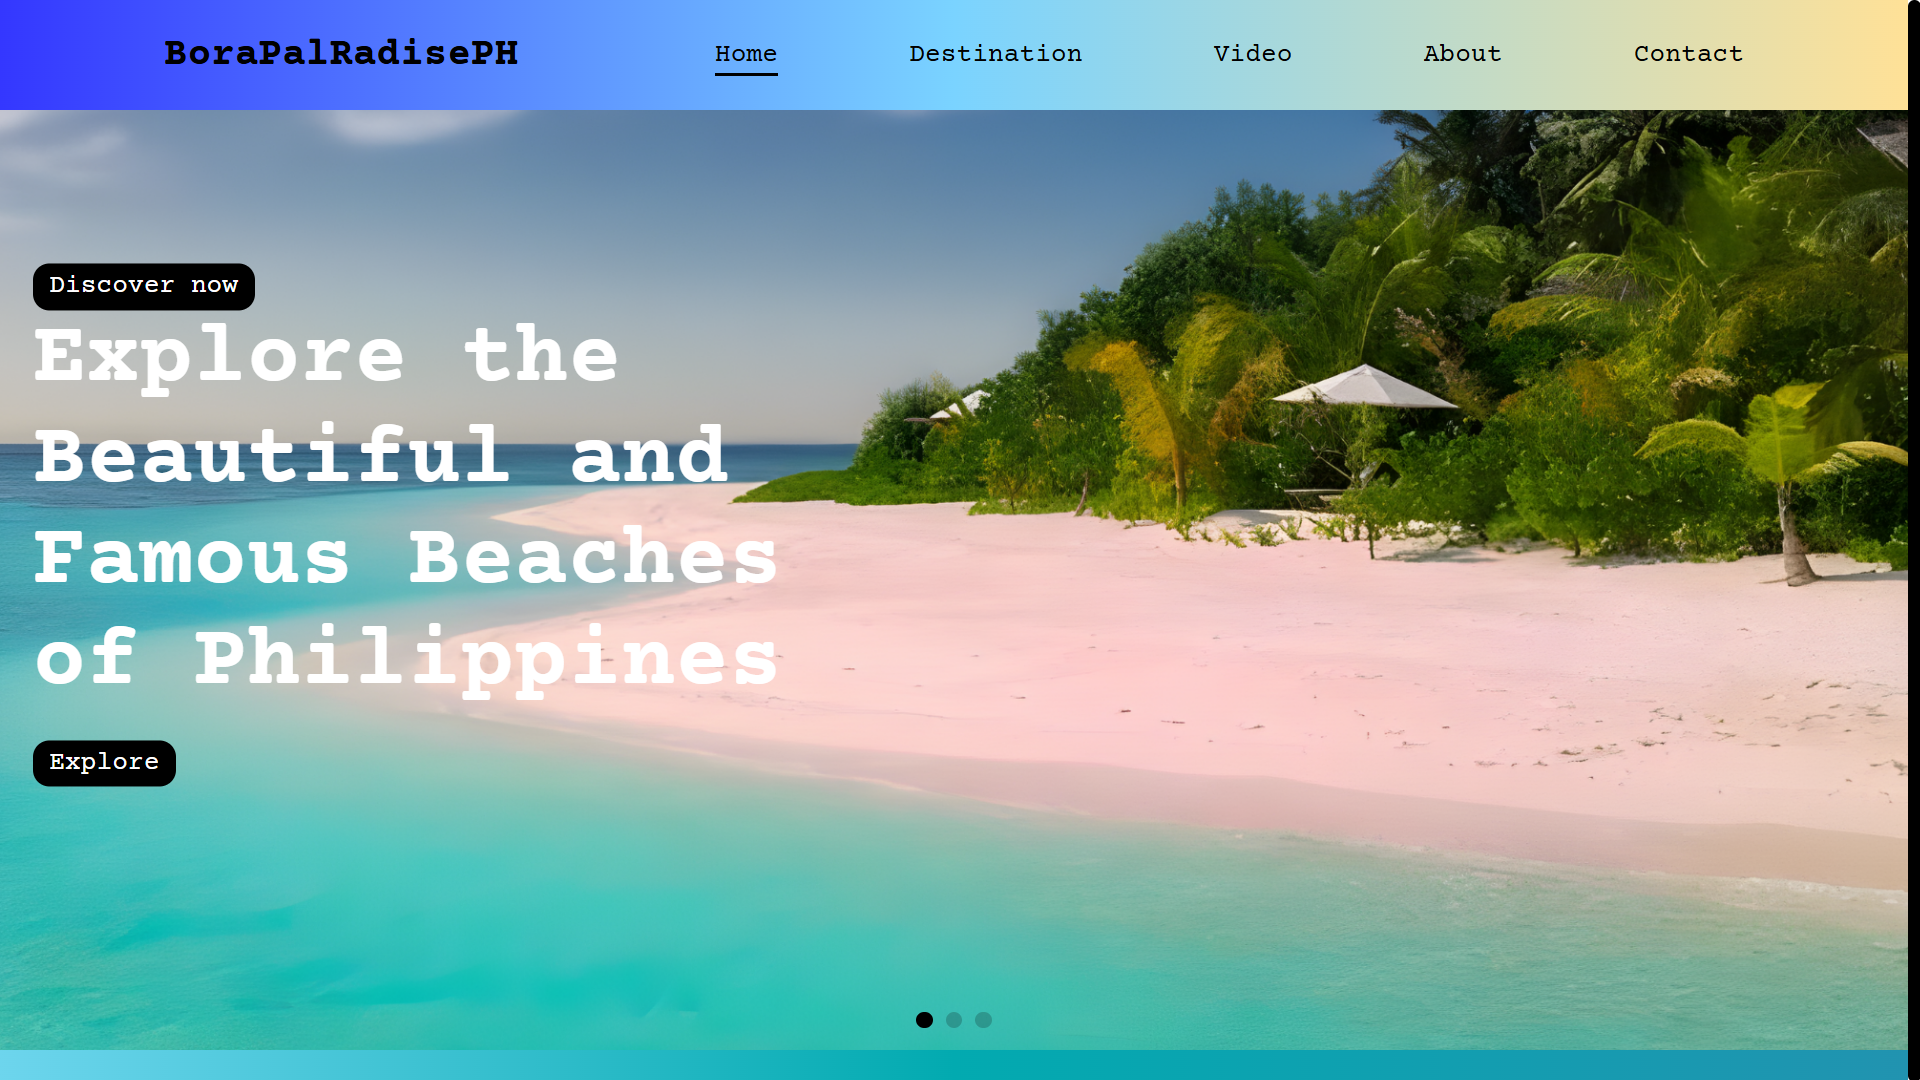 BoraPalRadisePH
Home
Destination
Video
About
Contact
Discover now
Explore the
Beautiful and
Famous Beaches
of Philippines
Explore